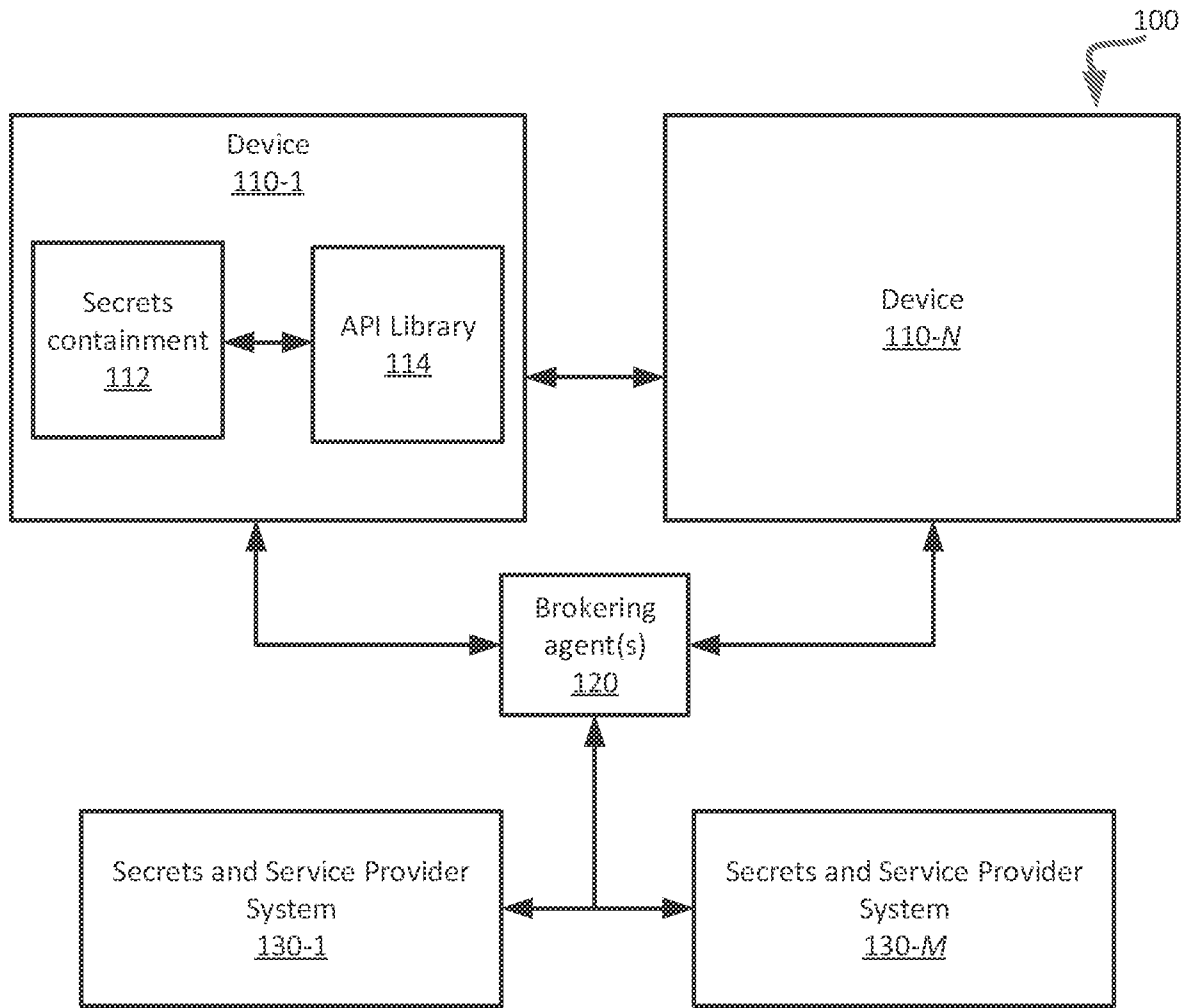 100
Device
110-1
Secrets
containment
112
API Library
114
Device
110-N
Brokering
agent(s)
120
Secrets and Service Provider
System
130-1
Secrets and Service Provider
System
130-M